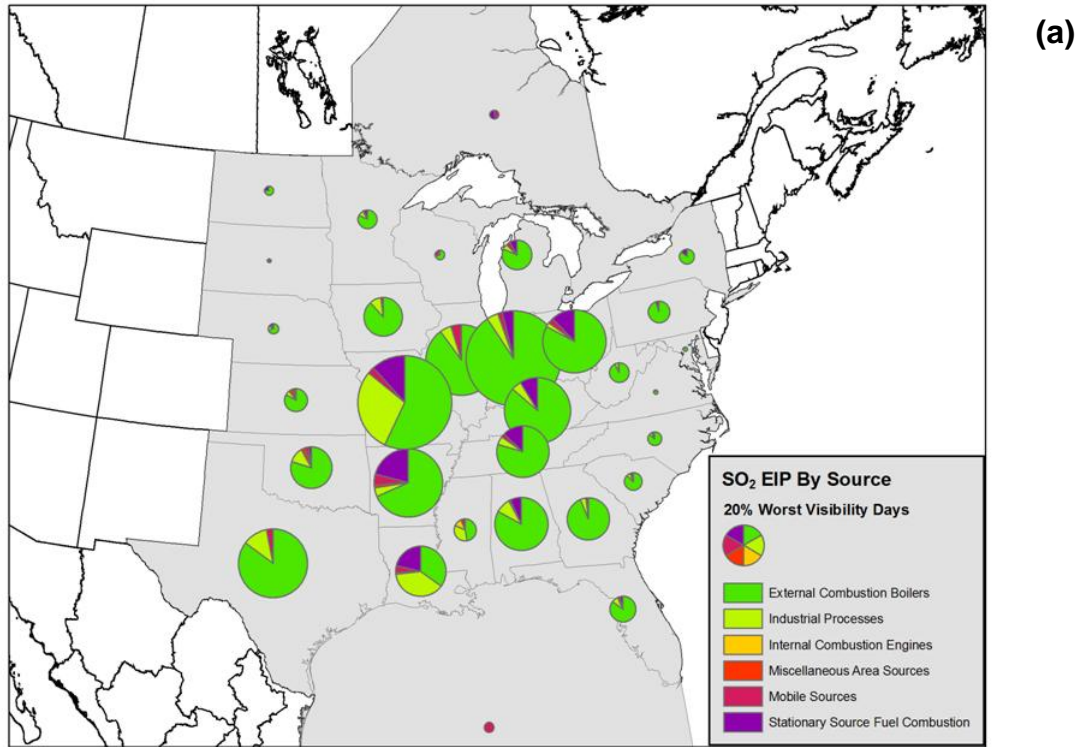 (a)
SO₂ EIP By Source
20% Worst Visibility Days
External Combustion Boilers
Industrial Processes
Internal Combustion Engines
Miscellaneous Area Sources
Mobile Sources
Stationary Source Fuel Combustion